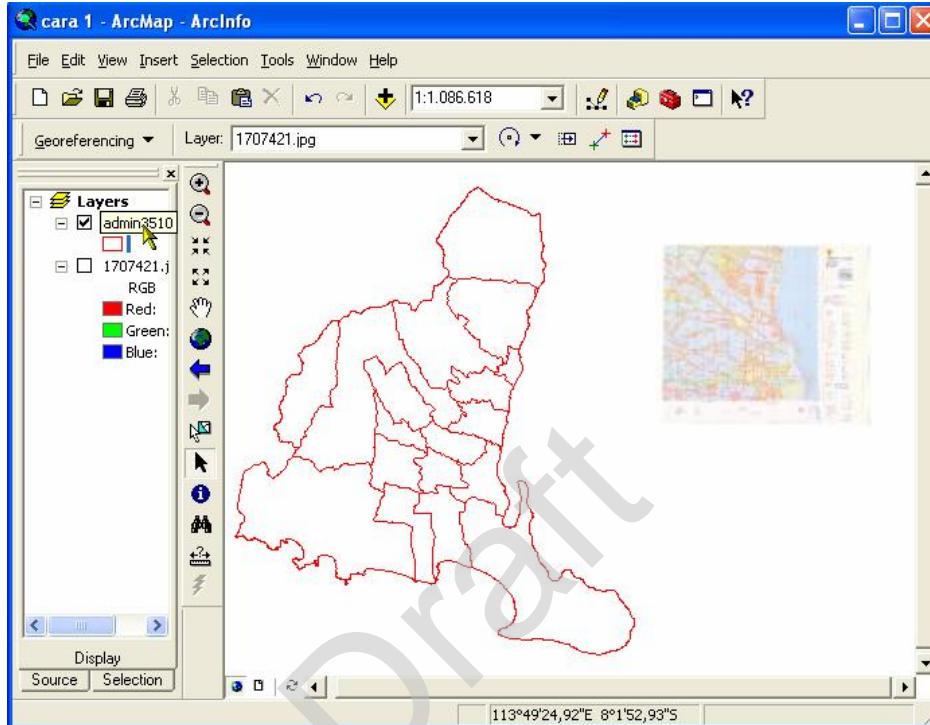 cara 1 - ArcMap - ArcInfo
File Edit View Insert Selection Tools Window Help
1:1.086.618
Georeferencing Layer: 1707421.jpg
Layers
admin3510
1707421.j
RGB
Red:
Green:
Blue:
Display
Source Selection
113°49'24,92"E 8°1'52,93"S
Draft